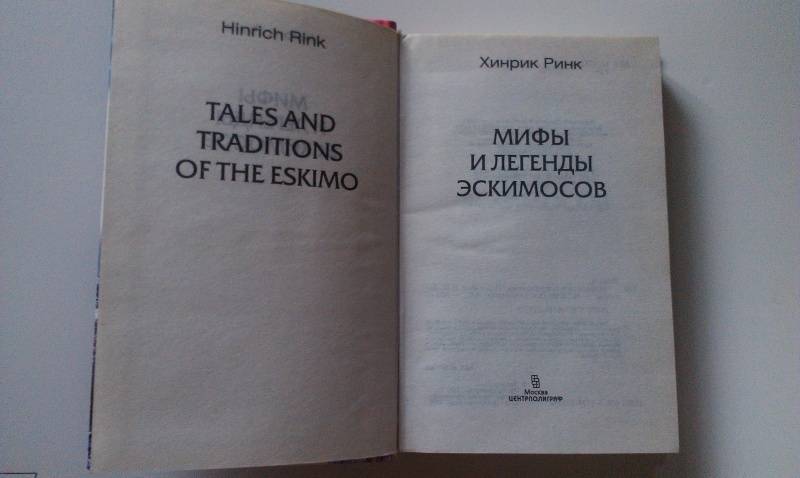 Hinrich Rink
TALES AND
TRADITIONS
OF THE ESKIMO
Хинрик Ринк
МИФЫ
И ЛЕГЕНДЫ
ЭСКИМОСОВ
Москва
ЦЕНТРПОЛИГРАФ